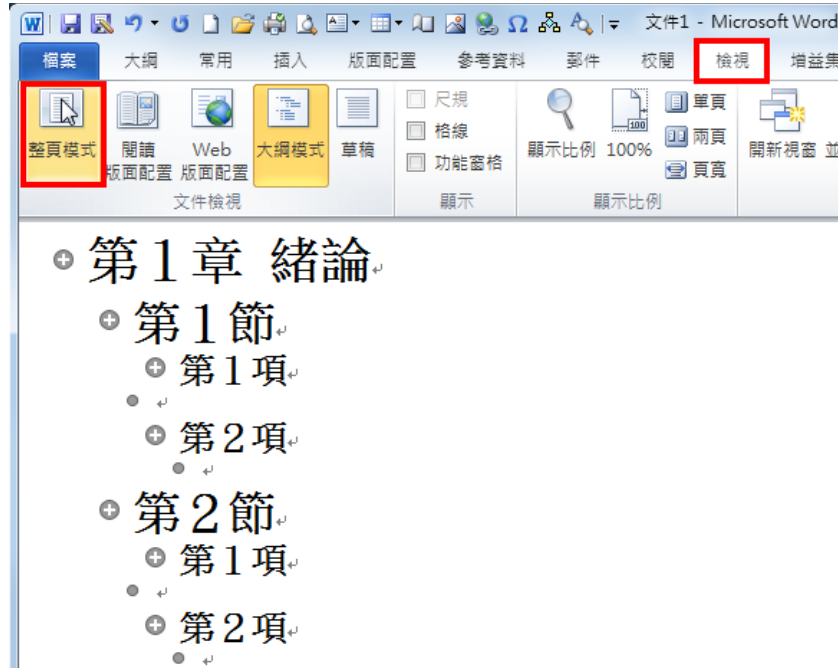 文件1 - Microsoft Word
檔案 大綱 常用 插入 版面配置 參考資料 郵件 校閱 檢視 增益集
整頁模式 閱讀版面配置 Web版面配置 大綱模式 草稿
文件檢視
尺規
格線
功能窗格
顯示
顯示比例 100%
單頁
兩頁
頁寬
顯示比例
開新視窗 並
第1章 緒論
第1節
第1項
第2項
第2節
第1項
第2項